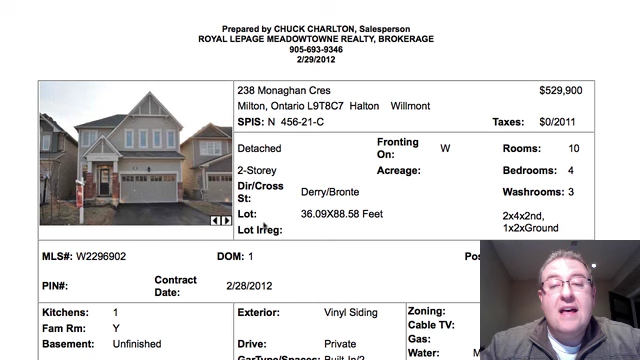 Prepared by CHUCK CHARLTON, Salesperson
ROYAL LEPAGE MEADOWTOWNE REALTY, BROKERAGE
905-693-9346
2/29/2012
238 Monaghan Cres $529,900
Milton, Ontario L9T8C7 Halton Willmont
SPIS: N 456-21-C Taxes: $0/2011
Detached Fronting On: W Rooms: 10
2-Storey Acreage: Bedrooms: 4
Dir/Cross St: Derry/Bronte Washrooms: 3
Lot: 36.09X88.58 Feet 2x4x2nd,
Lot Irreg: 1x2xGround
MLS#: W2296902 DOM: 1
PIN#: Contract Date: 2/28/2012
Kitchens: 1 Exterior: Vinyl Siding Zoning:
Fam Rm: Y Cable TV:
Basement: Unfinished Drive: Private Gas:
Built-In/2 Water: